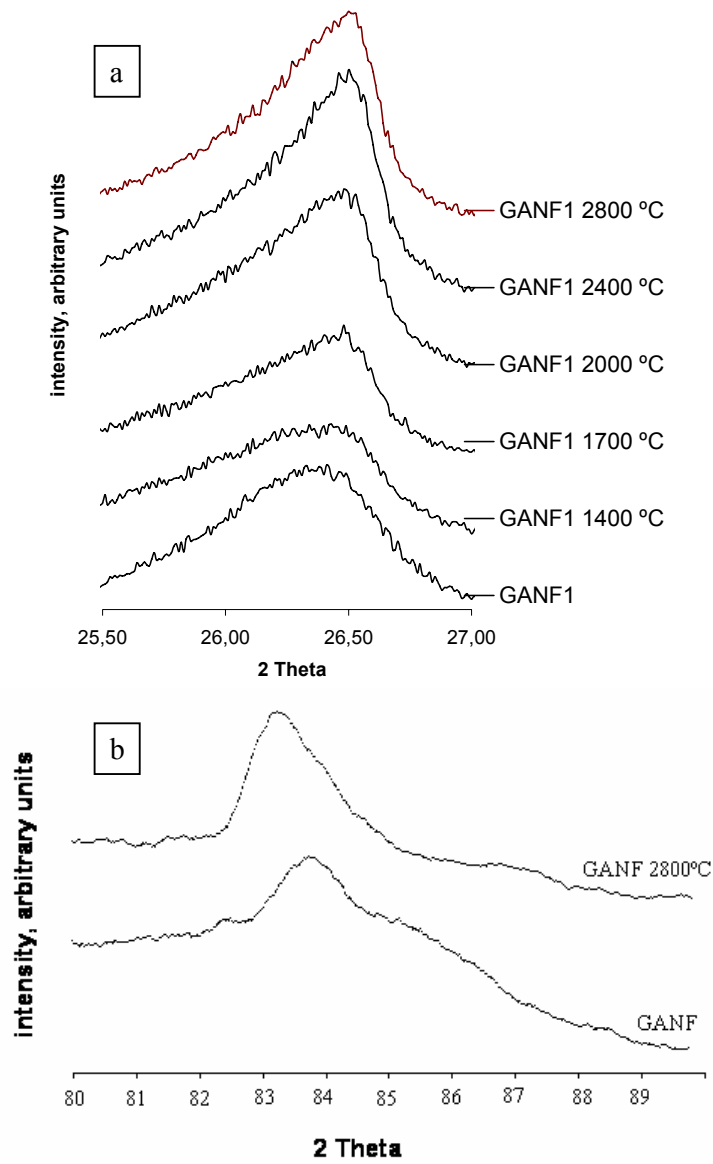 a
intensity, arbitrary units
GANF1 2800 ºC
GANF1 2400 ºC
GANF1 2000 ºC
GANF1 1700 ºC
GANF1 1400 ºC
GANF1
25,50 26,00 26,50 27,00
2 Theta
b
intensity, arbitrary units
GANF 2800ºC
GANF
80 81 82 83 84 85 86 87 88 89
2 Theta